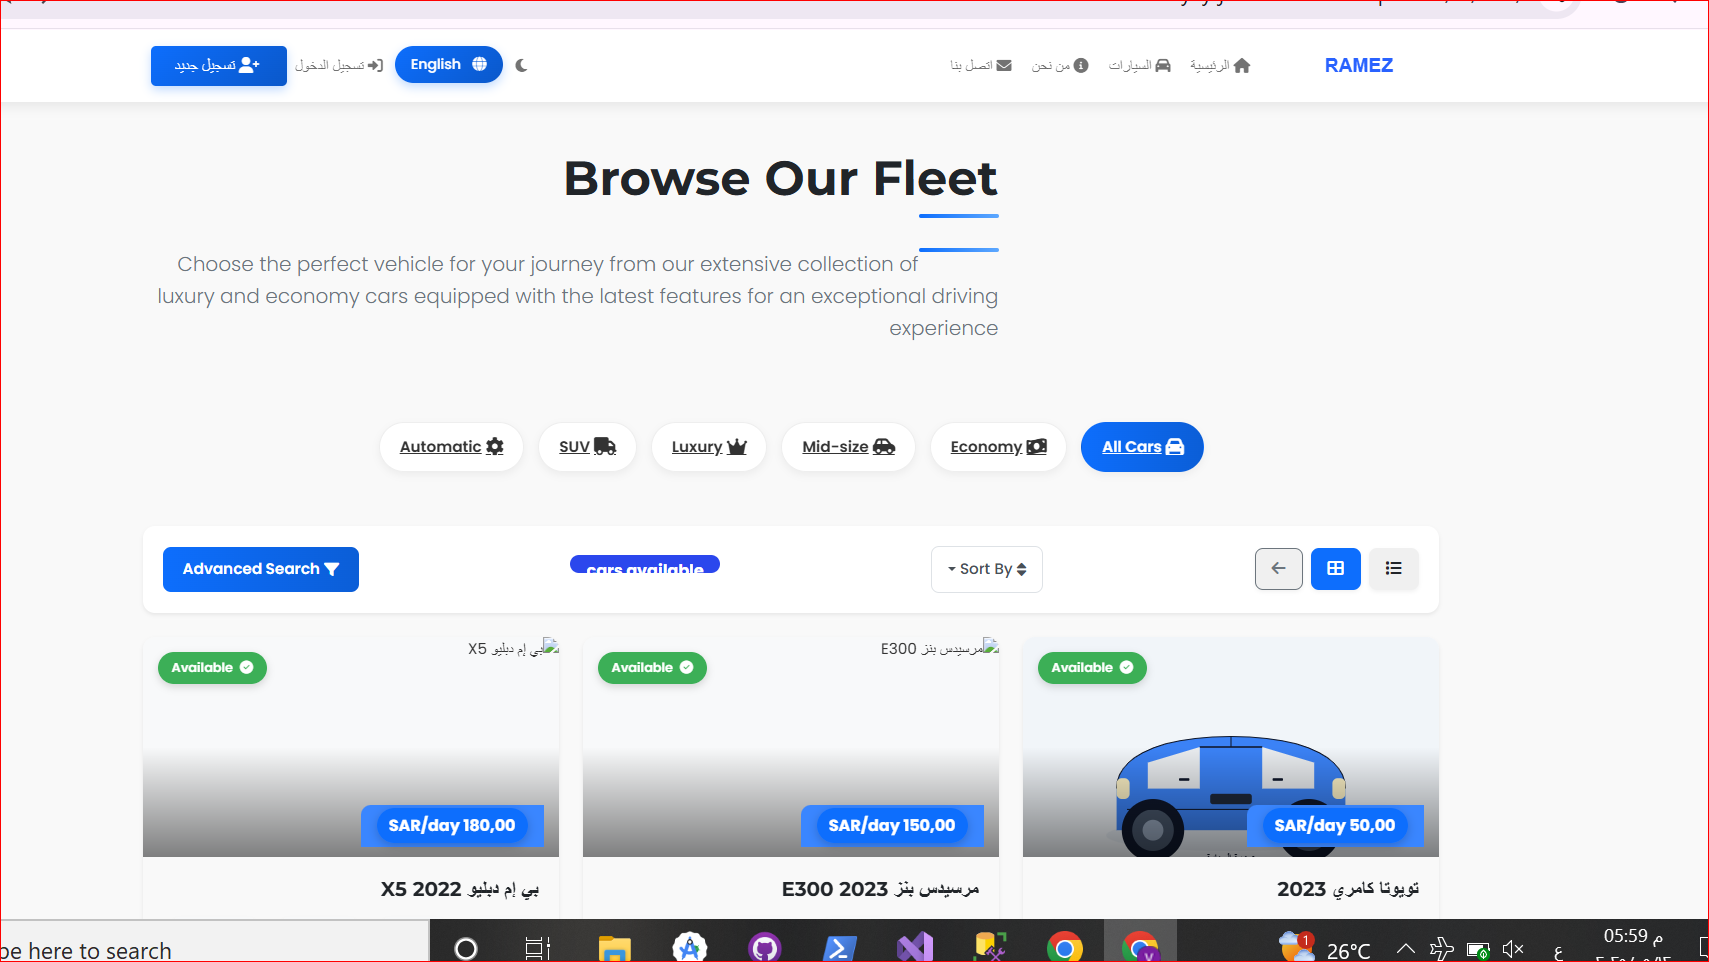 RAMEZ
الرئيسية
السيارات
من نحن
اتصل بنا
English
تسجيل الدخول
تسجيل جديد
Browse Our Fleet
Choose the perfect vehicle for your journey from our extensive collection of
luxury and economy cars equipped with the latest features for an exceptional driving
experience
All Cars
Economy
Mid-size
Luxury
SUV
Automatic
Sort By
cars available
Advanced Search
Available
Available
مرسيدس بنز E300
Available
بي إم دبليو X5
SAR/day 50,00
SAR/day 150,00
SAR/day 180,00
تويوتا كامري 2023
مرسيدس بنز E300 2023
بي إم دبليو X5 2022
pe here to search
1
26°C
ع
05:59 م